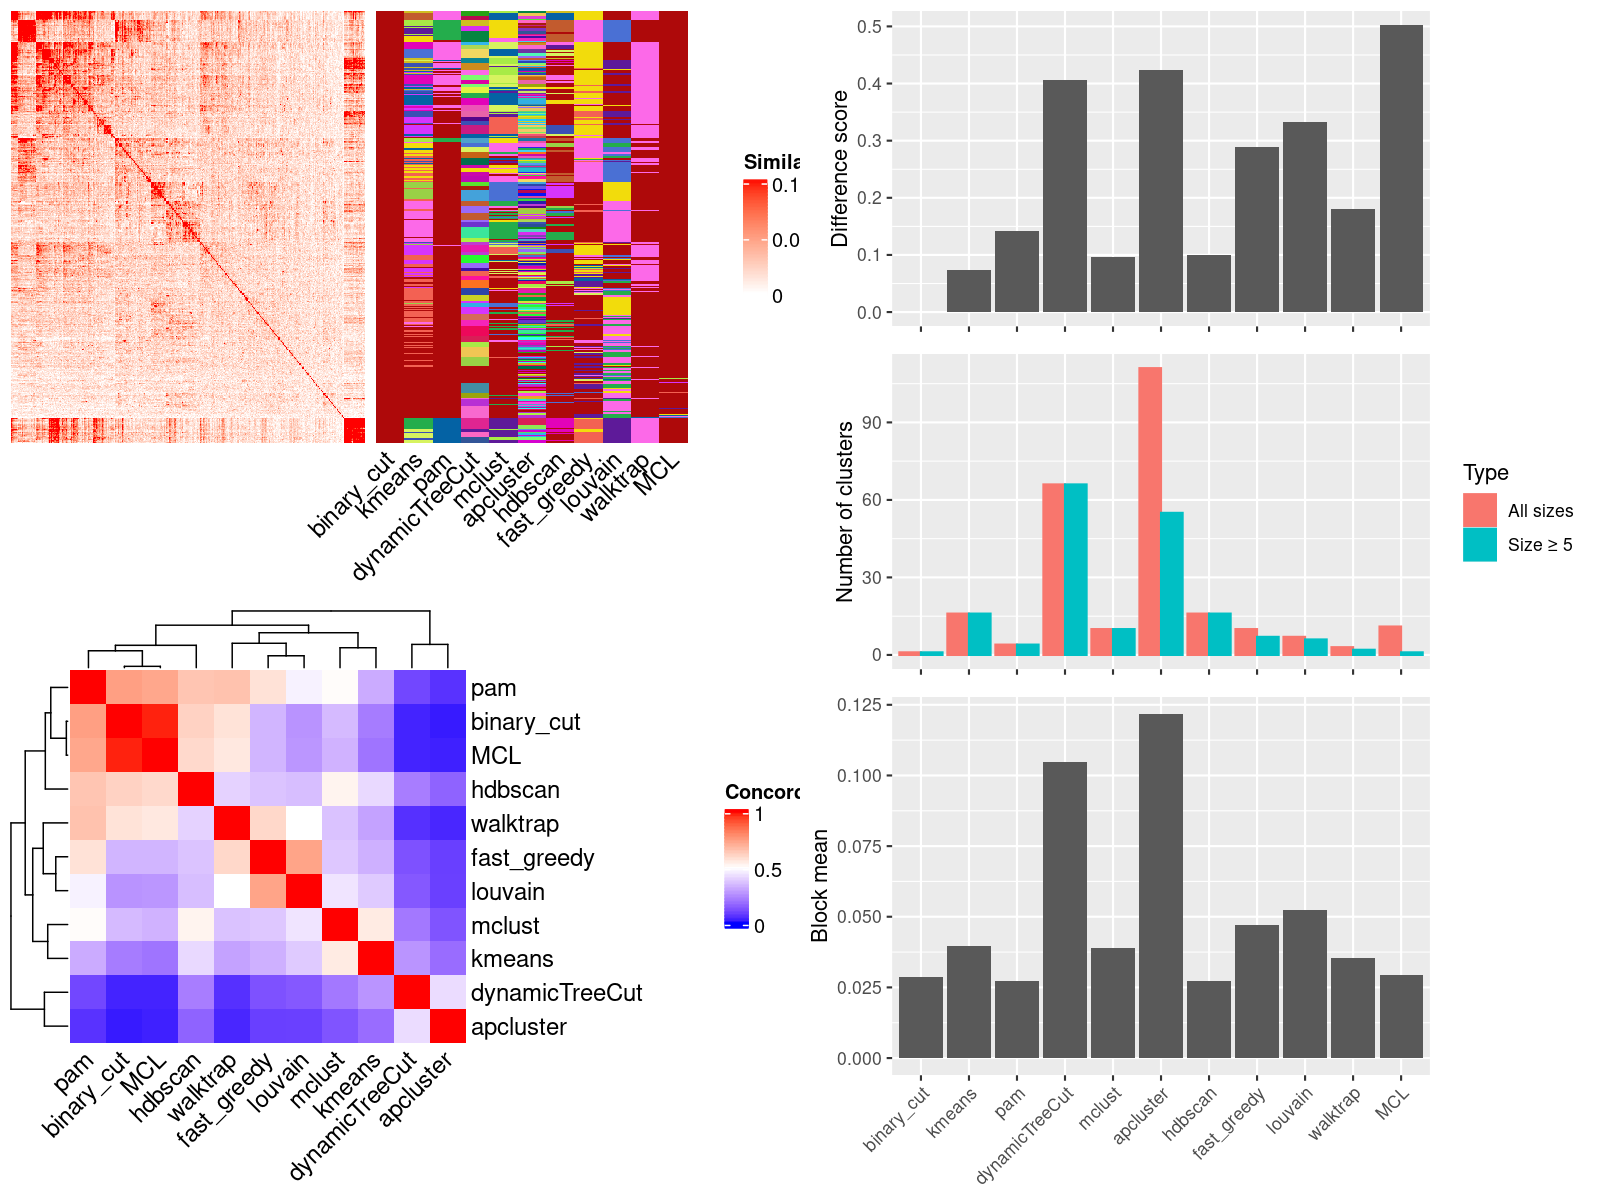 Simila
0.1
0.0
0
binary_cut
kmeans
pam
dynamicTreeCut
mclust
apcluster
hdbscan
fast_greedy
louvain
walktrap
MCL
pam
binary_cut
MCL
hdbscan
walktrap
fast_greedy
louvain
mclust
kmeans
dynamicTreeCut
apcluster
pam
binary_cut
MCL
hdbscan
walktrap
fast_greedy
louvain
mclust
kmeans
dynamicTreeCut
apcluster
Concord
1
0.5
0
Difference score
0.5
0.4
0.3
0.2
0.1
0.0
Number of clusters
90
60
30
0
Type
All sizes
Size ≥ 5
Block mean
0.125
0.100
0.075
0.050
0.025
0.000
binary_cut
kmeans
pam
dynamicTreeCut
mclust
apcluster
hdbscan
fast_greedy
louvain
walktrap
MCL